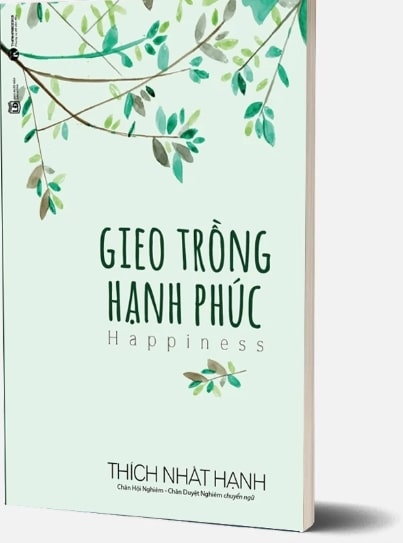 GIEO TRỒNG
HẠNH PHÚC
Happiness
THÍCH NHẤT HẠNH
Chân Hội Nghiêm - Chân Duyệt Nghiêm chuyển ngữ